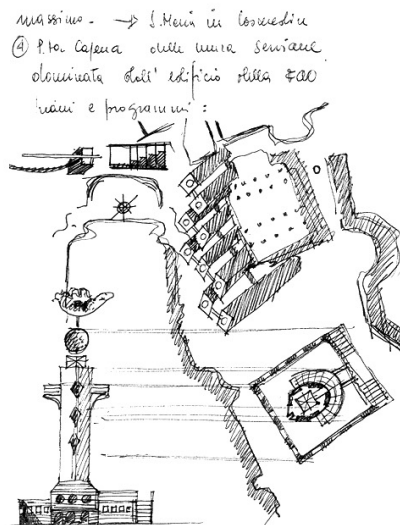 massimo. → S. Maria in Cosmedin
④ P.ta Capena delle mura Serviane
dominata dall' edificio della FAO
piani e programmi :